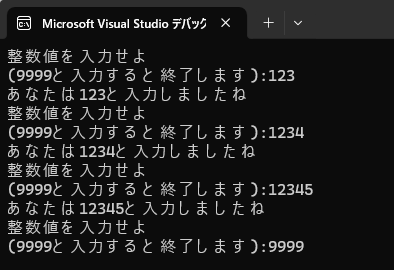 Microsoft Visual Studio デバック
整数値を入力せよ
(9999と入力すると終了します):123
あなたは123と入力しましたね
整数値を入力せよ
(9999と入力すると終了します):1234
あなたは1234と入力しましたね
整数値を入力せよ
(9999と入力すると終了します):12345
あなたは12345と入力しましたね
整数値を入力せよ
(9999と入力すると終了します):9999